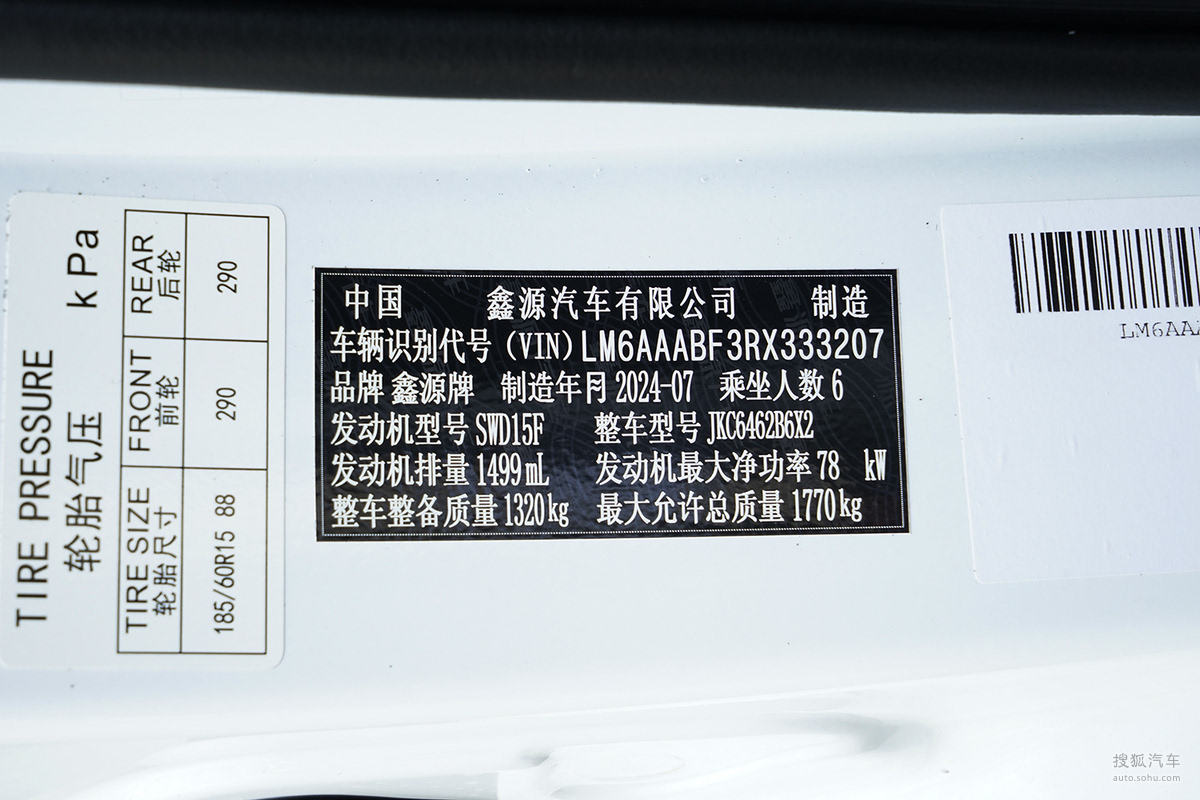 TIRE PRESSURE kPa
轮胎气压
TIRE SIZE FRONT REAR
轮胎尺寸 前轮 后轮
185/60R15 88 290 290
中国 鑫源汽车有限公司 制造
车辆识别代号（VIN）LM6AAABF3RX333207
品牌 鑫源牌 制造年月 2024-07 乘坐人数 6
发动机型号 SWD15F 整车型号 JKC6462B6X2
发动机排量 1499mL 发动机最大净功率 78 kW
整车整备质量 1320kg 最大允许总质量 1770kg
LM6AAA
搜狐汽车
auto.sohu.com